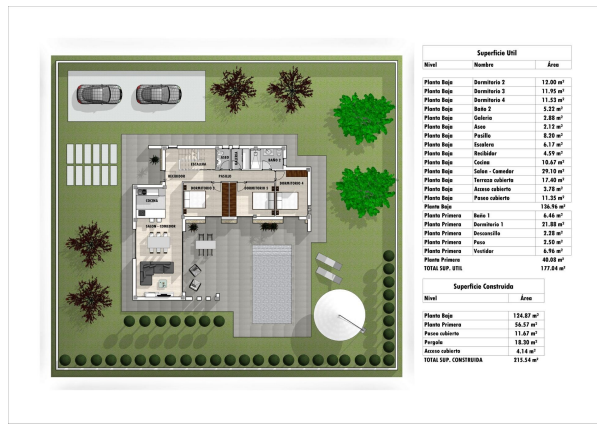 Superficie Util
Nivel Nombre Área
Planta Baja Dormitorio 2 12.00 m²
Planta Baja Dormitorio 3 11.95 m²
Planta Baja Dormitorio 4 11.52 m²
Planta Baja Baño 2 5.22 m²
Planta Baja Galeria 2.88 m²
Planta Baja Aseo 2.12 m²
Planta Baja Pasillo 8.20 m²
Planta Baja Escalera 6.17 m²
Planta Baja Recibidor 4.59 m²
Planta Baja Cocina 10.67 m²
Planta Baja Salon - Comedor 29.10 m²
Planta Baja Terraza cubierta 17.40 m²
Planta Baja Acceso cubierto 3.78 m²
Planta Baja Paseo cubierto 11.35 m²
Planta Baja 136.96 m²
Planta Primera Baño 1 6.46 m²
Planta Primera Dormitorio 1 21.88 m²
Planta Primera Descansillo 2.28 m²
Planta Primera Paso 2.50 m²
Planta Primera Vestidor 6.96 m²
Planta Primera 40.08 m²
TOTAL SUP. UTIL 177.04 m²
Superficie Construida
Nivel Área
Planta Baja 124.87 m²
Planta Primera 56.57 m²
Paseo cubierto 11.67 m²
Pergola 18.30 m²
Acceso cubierto 4.14 m²
TOTAL SUP. CONSTRUIDA 215.54 m²
ESCALERA
ASEO
GALERIA
BAÑO 2
RECIBIDOR
PASILLO
DORMITORIO 2
DORMITORIO 3
DORMITORIO 4
COCINA
SALON - COMEDOR